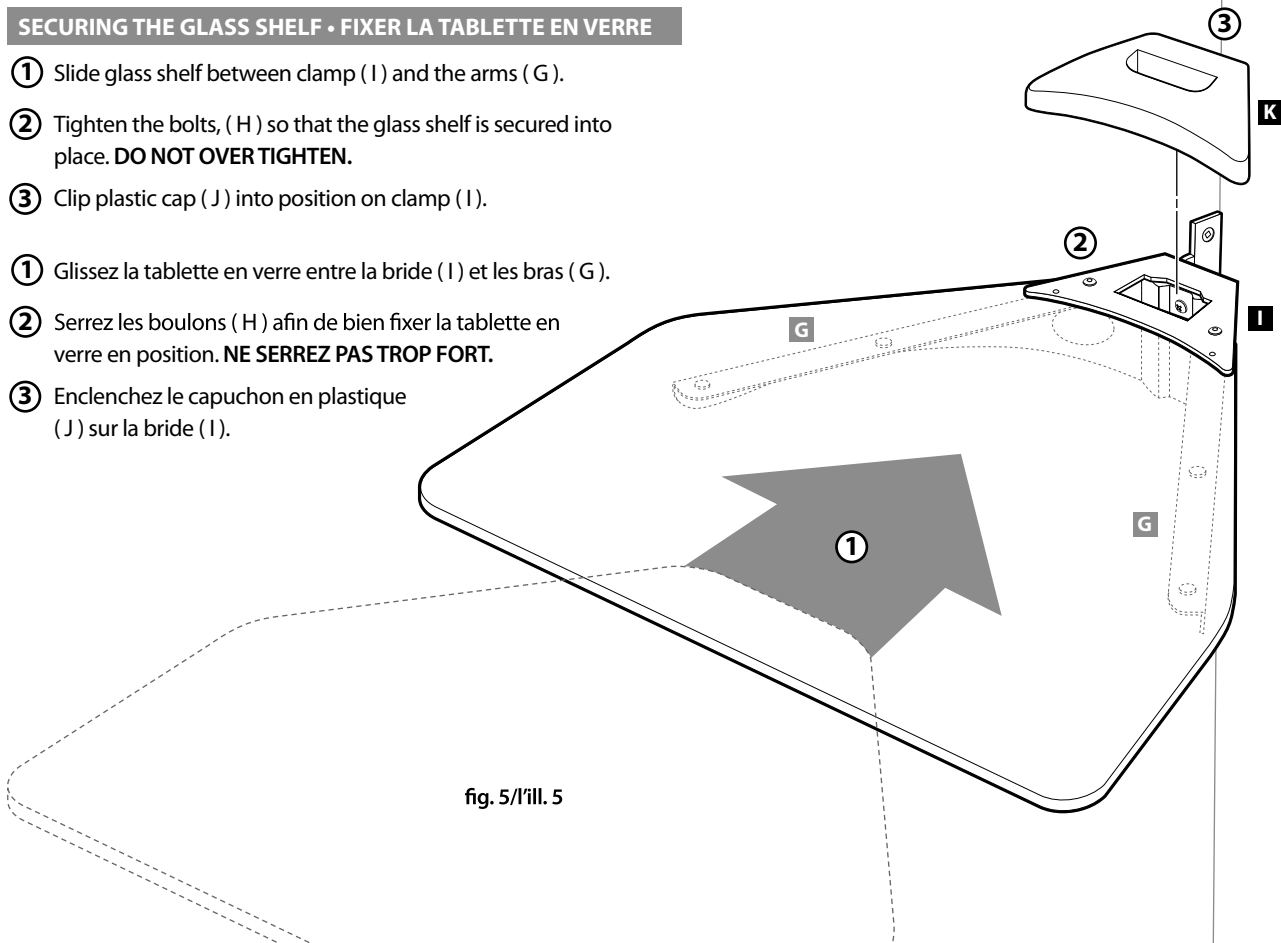 SECURING THE GLASS SHELF • FIXER LA TABLETTE EN VERRE
1 Slide glass shelf between clamp ( I ) and the arms ( G ).
2 Tighten the bolts, ( H ) so that the glass shelf is secured into
place. DO NOT OVER TIGHTEN.
3 Clip plastic cap ( J ) into position on clamp ( I ).
1 Glissez la tablette en verre entre la bride ( I ) et les bras ( G ).
2 Serrez les boulons ( H ) afin de bien fixer la tablette en
verre en position. NE SERREZ PAS TROP FORT.
3 Enclenchez le capuchon en plastique
( J ) sur la bride ( I ).
3
K
2
I
G
G
1
fig. 5/l'ill. 5